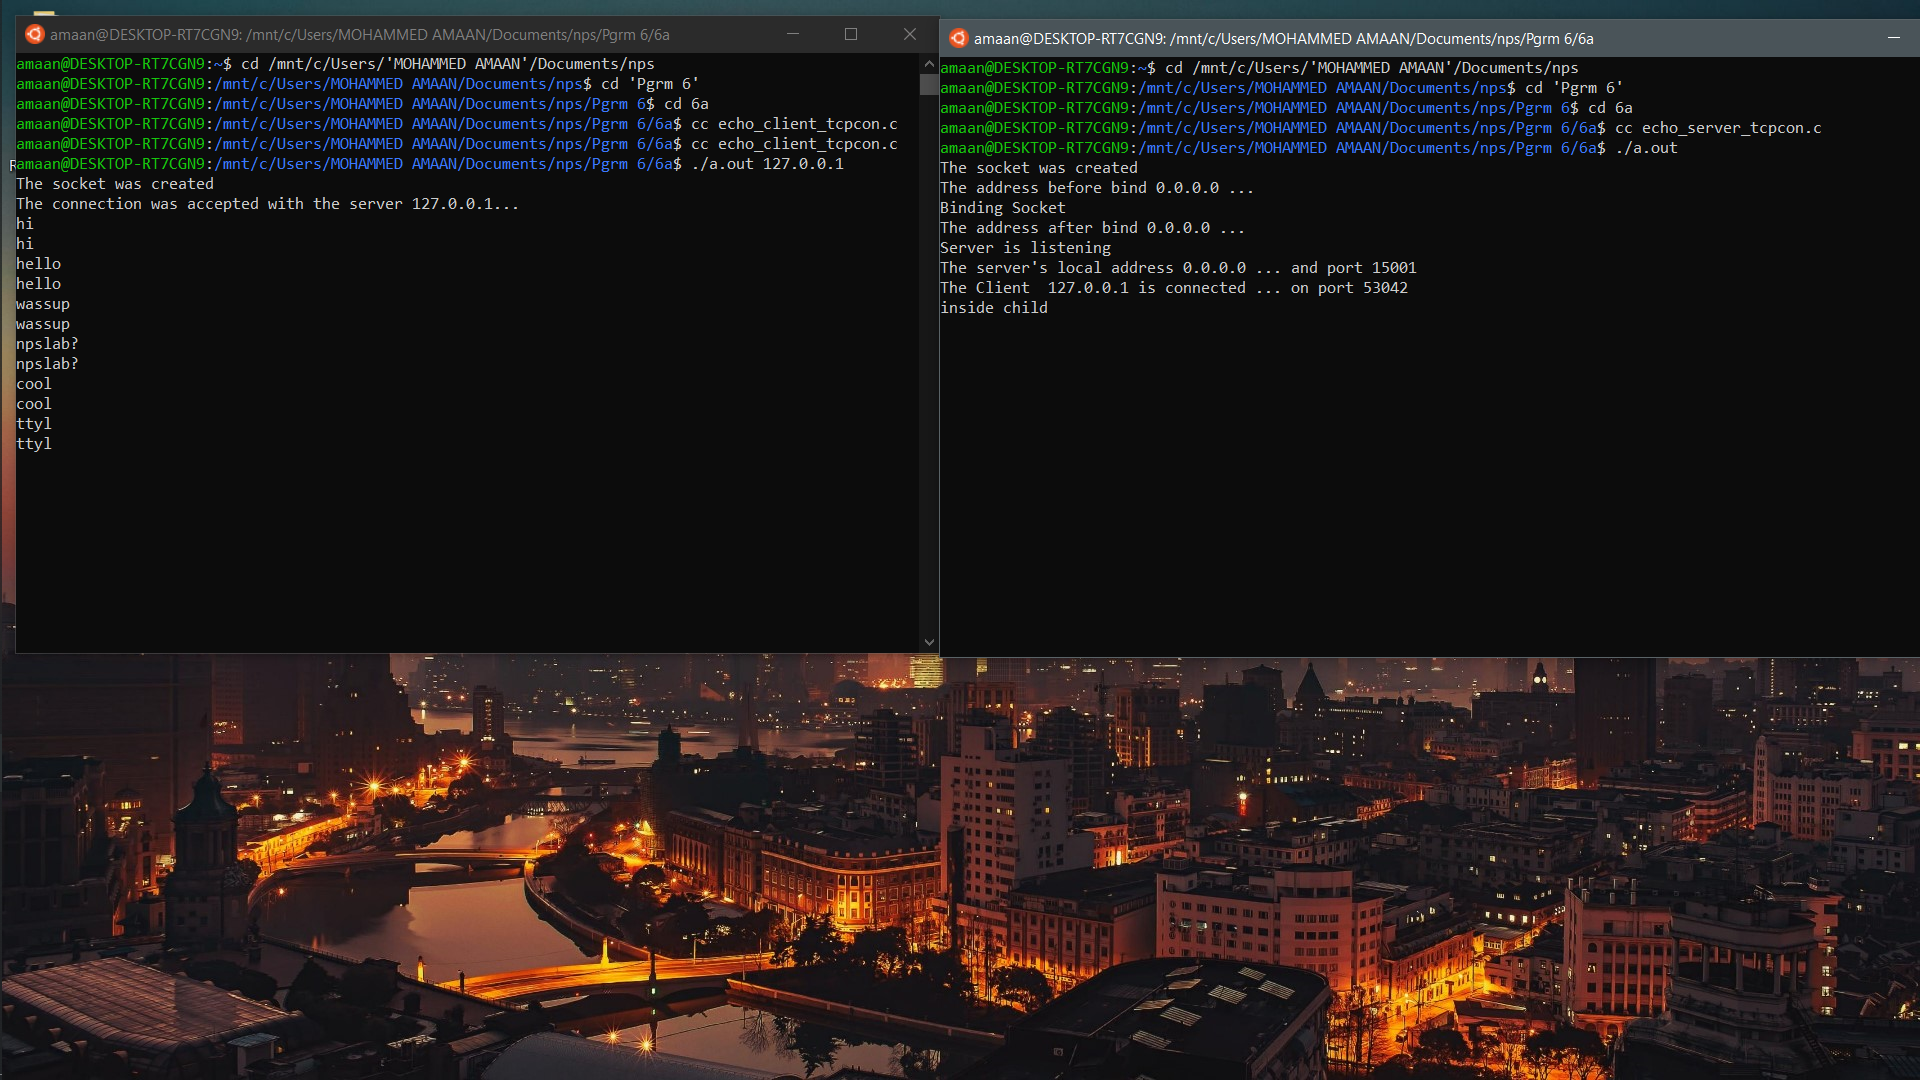 amaan@DESKTOP-RT7CGN9: /mnt/c/Users/MOHAMMED AMAAN/Documents/nps/Pgrm 6/6a
amaan@DESKTOP-RT7CGN9:~$ cd /mnt/c/Users/'MOHAMMED AMAAN'/Documents/nps
amaan@DESKTOP-RT7CGN9:/mnt/c/Users/MOHAMMED AMAAN/Documents/nps$ cd 'Pgrm 6'
amaan@DESKTOP-RT7CGN9:/mnt/c/Users/MOHAMMED AMAAN/Documents/nps/Pgrm 6$ cd 6a
amaan@DESKTOP-RT7CGN9:/mnt/c/Users/MOHAMMED AMAAN/Documents/nps/Pgrm 6/6a$ cc echo_client_tcpcon.c
amaan@DESKTOP-RT7CGN9:/mnt/c/Users/MOHAMMED AMAAN/Documents/nps/Pgrm 6/6a$ cc echo_client_tcpcon.c
amaan@DESKTOP-RT7CGN9:/mnt/c/Users/MOHAMMED AMAAN/Documents/nps/Pgrm 6/6a$ ./a.out 127.0.0.1
The socket was created
The connection was accepted with the server 127.0.0.1...
hi
hi
hello
hello
wassup
wassup
npslab?
npslab?
cool
cool
ttyl
ttyl
amaan@DESKTOP-RT7CGN9: /mnt/c/Users/MOHAMMED AMAAN/Documents/nps/Pgrm 6/6a
amaan@DESKTOP-RT7CGN9:~$ cd /mnt/c/Users/'MOHAMMED AMAAN'/Documents/nps
amaan@DESKTOP-RT7CGN9:/mnt/c/Users/MOHAMMED AMAAN/Documents/nps$ cd 'Pgrm 6'
amaan@DESKTOP-RT7CGN9:/mnt/c/Users/MOHAMMED AMAAN/Documents/nps/Pgrm 6$ cd 6a
amaan@DESKTOP-RT7CGN9:/mnt/c/Users/MOHAMMED AMAAN/Documents/nps/Pgrm 6/6a$ cc echo_server_tcpcon.c
amaan@DESKTOP-RT7CGN9:/mnt/c/Users/MOHAMMED AMAAN/Documents/nps/Pgrm 6/6a$ ./a.out
The socket was created
The address before bind 0.0.0.0 ...
Binding Socket
The address after bind 0.0.0.0 ...
Server is listening
The server's local address 0.0.0.0 ... and port 15001
The Client  127.0.0.1 is connected ... on port 53042
inside child